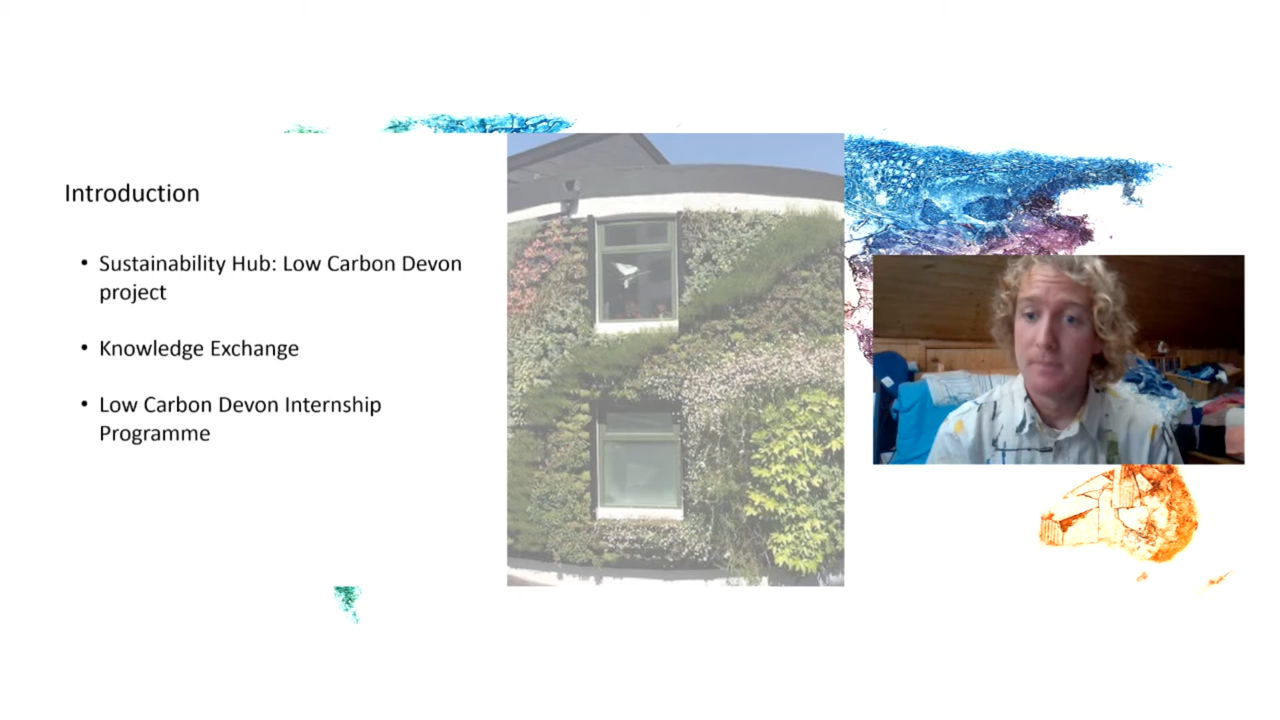 Introduction
• Sustainability Hub: Low Carbon Devon
project
• Knowledge Exchange
• Low Carbon Devon Internship
Programme